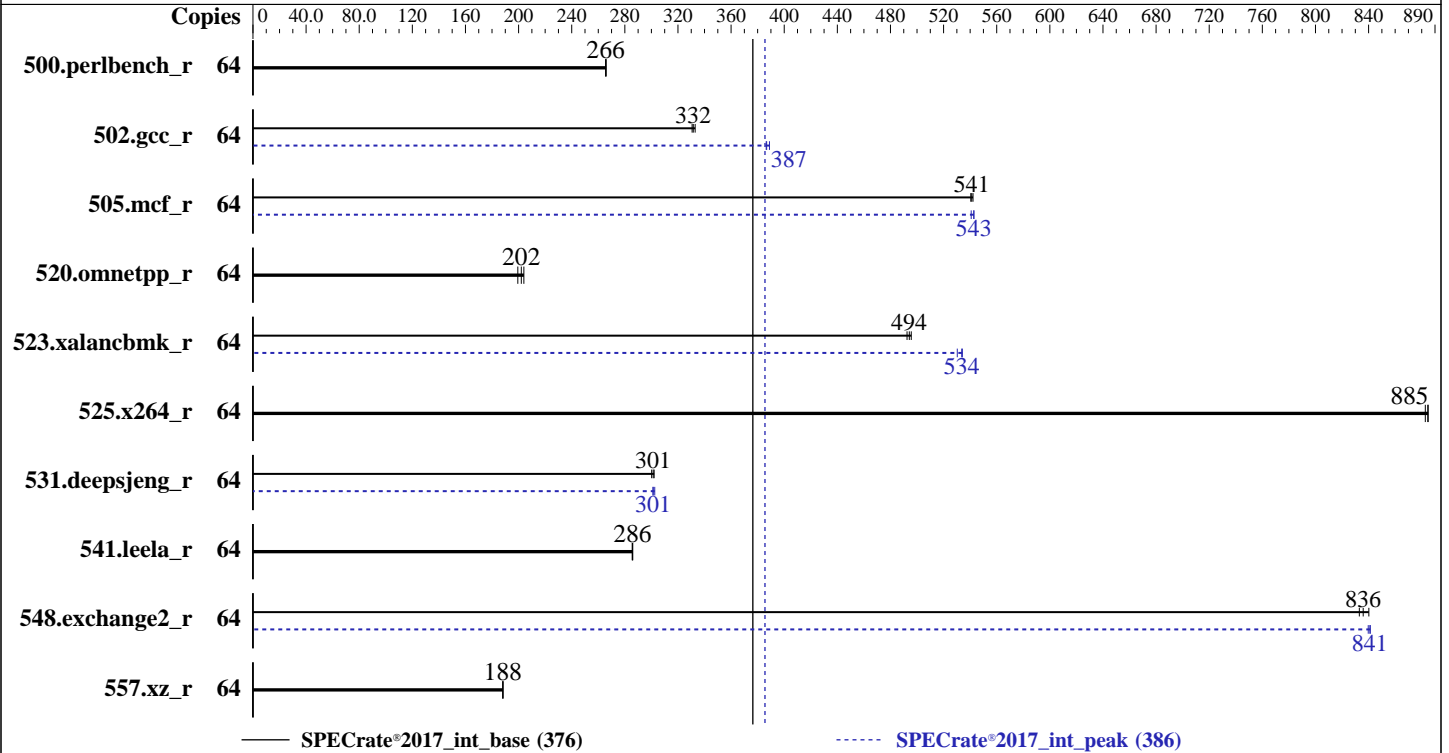 Copies 0 40.0 80.0 120 160 200 240 280 320 360 400 440 480 520 560 600 640 680 720 760 800 840 890
266
500.perlbench_r 64
332
502.gcc_r 64
387
541
505.mcf_r 64
543
202
520.omnetpp_r 64
494
523.xalancbmk_r 64
534
885
525.x264_r 64
301
531.deepsjeng_r 64
301
286
541.leela_r 64
836
548.exchange2_r 64
841
188
557.xz_r 64
SPECrate®2017_int_base (376) SPECrate®2017_int_peak (386)